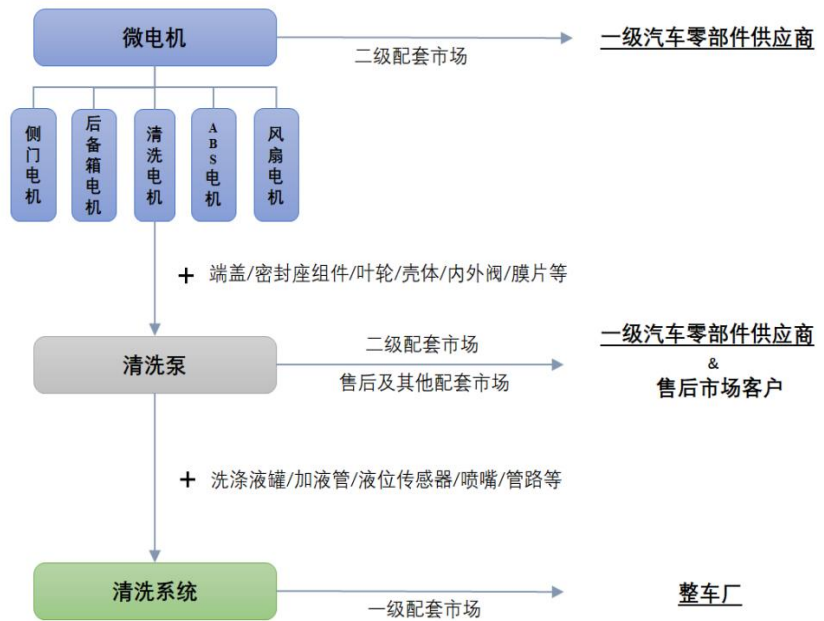 微电机
二级配套市场
一级汽车零部件供应商
侧门电机
后备箱电机
清洗电机
ABS电机
风扇电机
+ 端盖/密封座组件/叶轮/壳体/内外阀/膜片等
清洗泵
二级配套市场
售后及其他配套市场
一级汽车零部件供应商
&
售后市场客户
+ 洗涤液罐/加液管/液位传感器/喷嘴/管路等
清洗系统
一级配套市场
整车厂